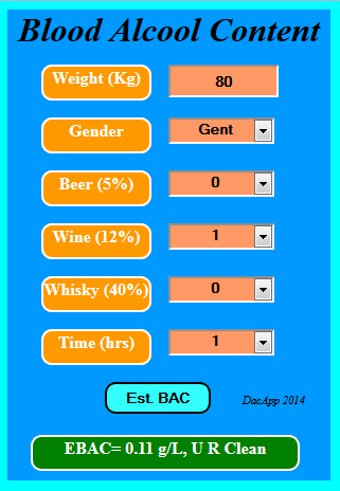 Blood Alcool Content
Weight (Kg) 80
Gender Gent
Beer (5%) 0
Wine (12%) 1
Whisky (40%) 0
Time (hrs) 1
Est. BAC DacApp 2014
EBAC= 0.11 g/L, U R Clean